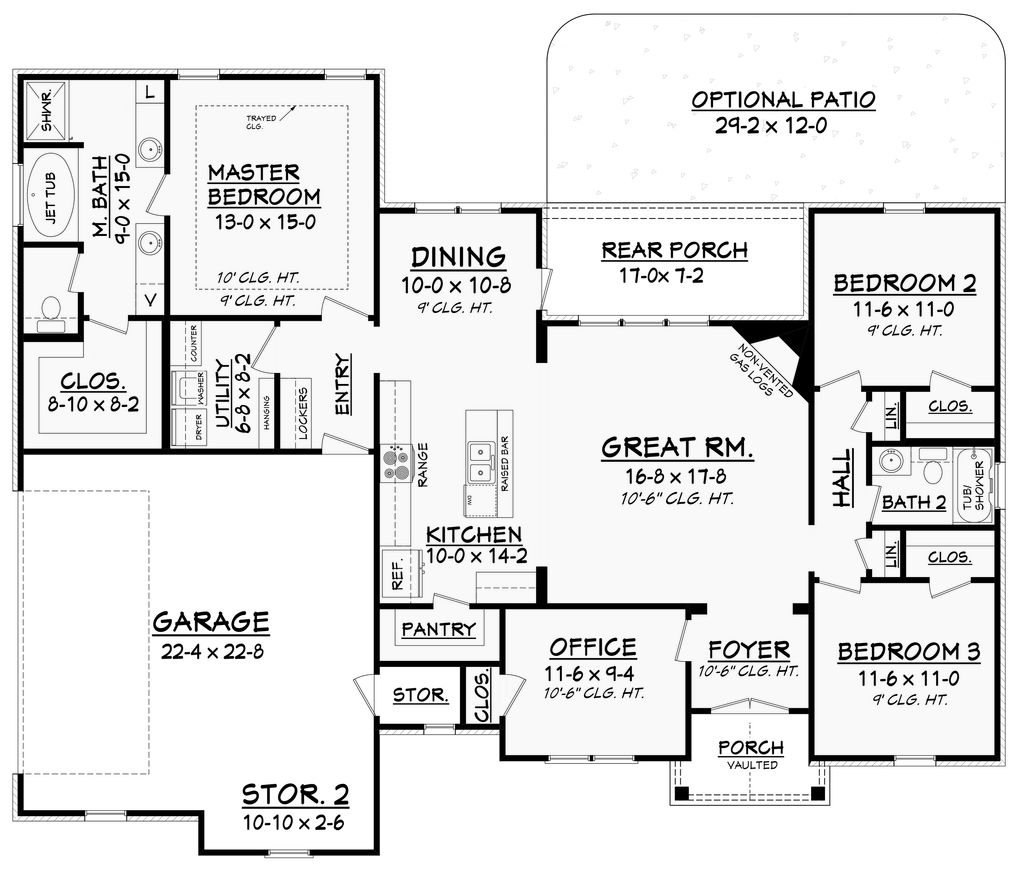 OPTIONAL PATIO
29-2 x 12-0
SHWR.
L
JET TUB
M. BATH
9-0 x 15-0
V
TRAYED
CLG.
MASTER
BEDROOM
13-0 x 15-0
10' CLG. HT.
9' CLG. HT.
DINING
10-0 x 10-8
9' CLG. HT.
REAR PORCH
17-0x 7-2
BEDROOM 2
11-6 x 11-0
9' CLG. HT.
CLOS.
8-10 x 8-2
COUNTER
WASHER
DRYER
UTILITY
6-8 x 8-2
HANGING
LOCKERS
ENTRY
NON-VENTED
GAS LOGS
RANGE
RAISED BAR
DW
GREAT RM.
16-8 x 17-8
10'-6" CLG. HT.
HALL
LIN.
CLOS.
BATH 2
TUB/
SHOWER
LIN.
CLOS.
KITCHEN
10-0 x 14-2
REF.
GARAGE
22-4 x 22-8
PANTRY
OFFICE
11-6 x 9-4
10'-6" CLG. HT.
FOYER
10'-6" CLG. HT.
BEDROOM 3
11-6 x 11-0
9' CLG. HT.
STOR.
CLOS.
PORCH
VAULTED
STOR. 2
10-10 x 2-6